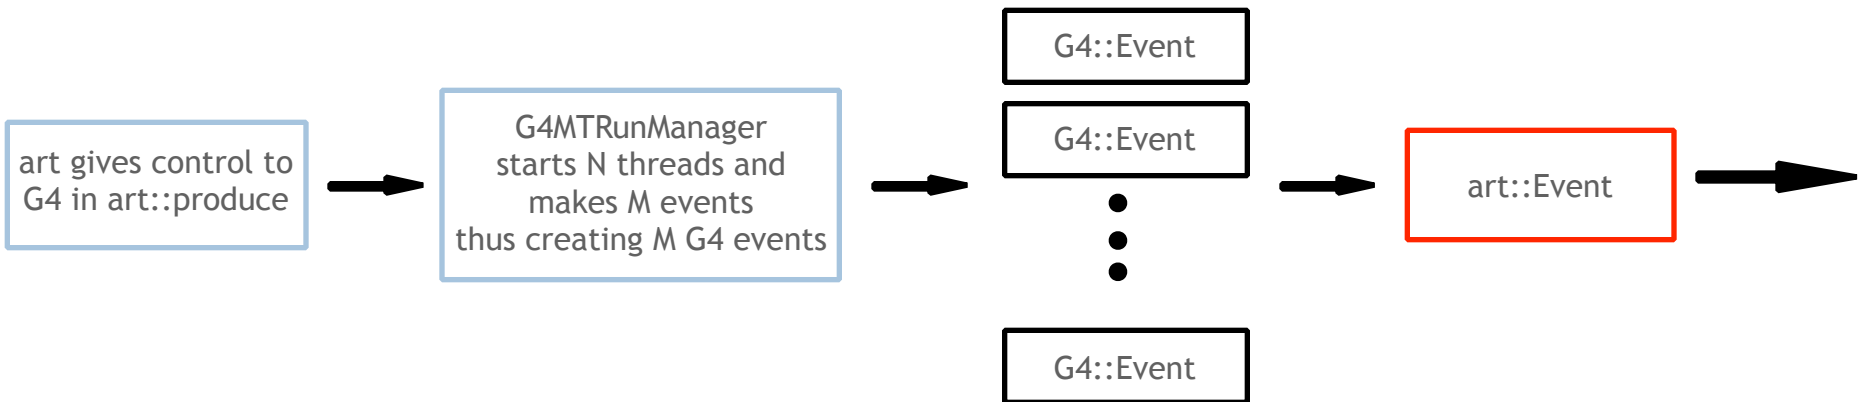 art gives control to
G4 in art::produce
G4MTRunManager
starts N threads and
makes M events
thus creating M G4 events
G4::Event
G4::Event
G4::Event
art::Event